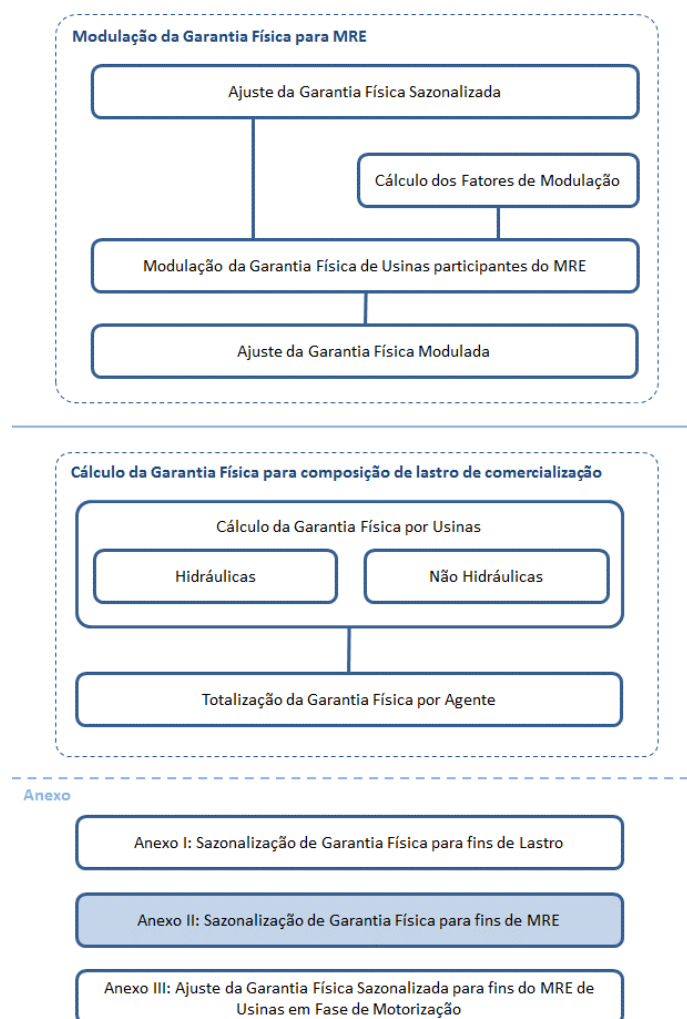 Modulação da Garantia Física para MRE
Ajuste da Garantia Física Sazonalizada
Cálculo dos Fatores de Modulação
Modulação da Garantia Física de Usinas participantes do MRE
Ajuste da Garantia Física Modulada
Cálculo da Garantia Física para composição de lastro de comercialização
Cálculo da Garantia Física por Usinas
Hidráulicas
Não Hidráulicas
Totalização da Garantia Física por Agente
Anexo
Anexo I: Sazonalização de Garantia Física para fins de Lastro
Anexo II: Sazonalização de Garantia Física para fins de MRE
Anexo III: Ajuste da Garantia Física Sazonalizada para fins do MRE de
Usinas em Fase de Motorização